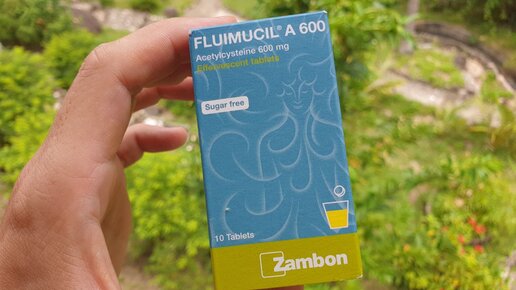 FLUIMUCIL® A 600
Acetylcysteine 600 mg
Effervescent tablets
Sugar free
10 Tablets
Zambon